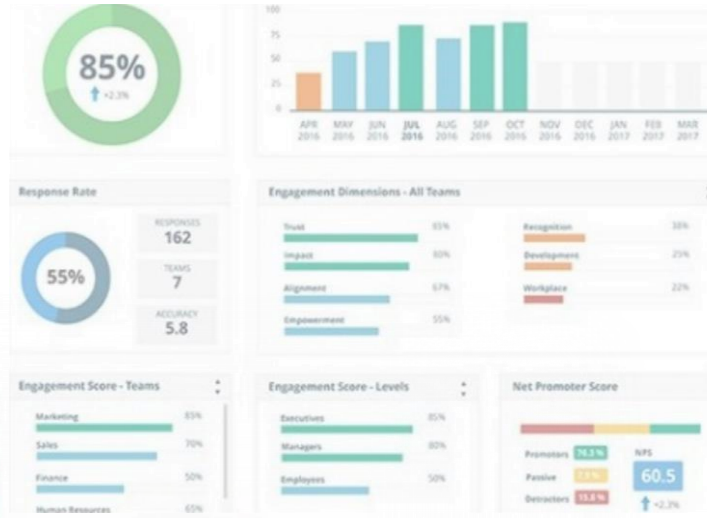 85%
+2.3%
100
75
50
25
0
APR 2016
MAY 2016
JUN 2016
JUL 2016
AUG 2016
SEP 2016
OCT 2016
NOV 2016
DEC 2016
JAN 2017
FEB 2017
MAR 2017
Response Rate
55%
RESPONSES
162
TEAMS
7
ACCURACY
5.8
Engagement Dimensions - All Teams
Trust 85%
Impact 80%
Alignment 67%
Empowerment 55%
Recognition 38%
Development 25%
Workplace 22%
Engagement Score - Teams
Marketing 85%
Sales 70%
Finance 50%
Human Resources 65%
Engagement Score - Levels
Executives 85%
Managers 80%
Employees 50%
Net Promoter Score
Promoters 76.3 %
Passive
Detractors 15.8 %
NPS
60.5
+2.3%